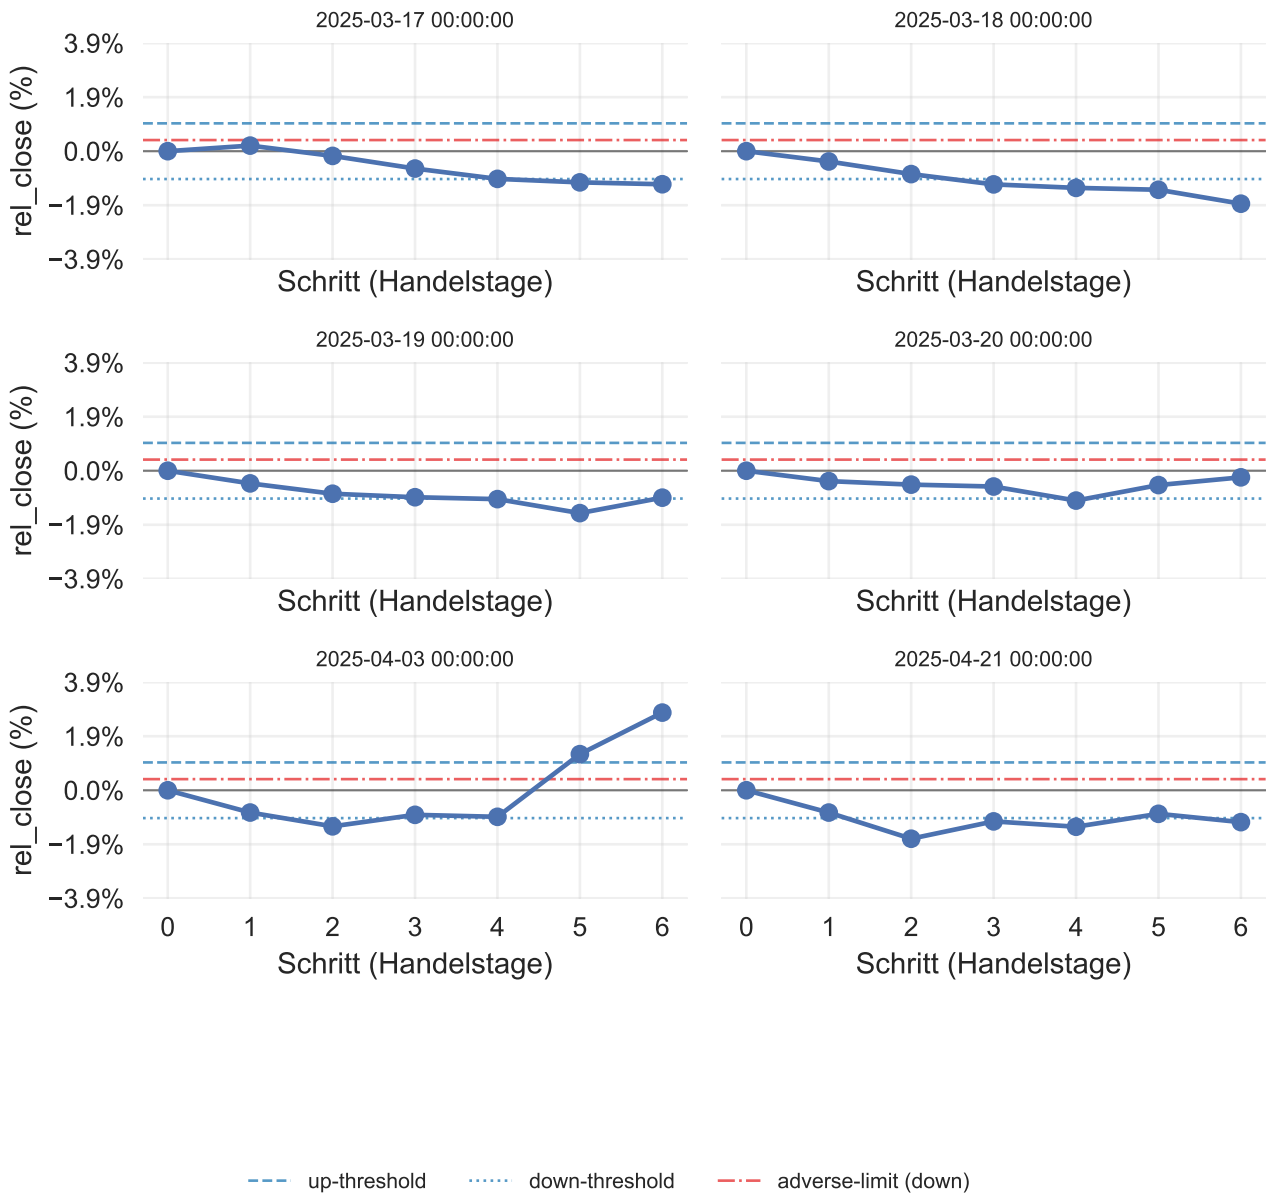 2025-03-17 00:00:00
2025-03-18 00:00:00
3.9%
1.9%
0.0%
−1.9%
−3.9%
rel_close (%)
Schritt (Handelstage)
Schritt (Handelstage)
2025-03-19 00:00:00
2025-03-20 00:00:00
3.9%
1.9%
0.0%
−1.9%
−3.9%
rel_close (%)
Schritt (Handelstage)
Schritt (Handelstage)
2025-04-03 00:00:00
2025-04-21 00:00:00
3.9%
1.9%
0.0%
−1.9%
−3.9%
rel_close (%)
0 1 2 3 4 5 6
0 1 2 3 4 5 6
Schritt (Handelstage)
Schritt (Handelstage)
up-threshold down-threshold adverse-limit (down)